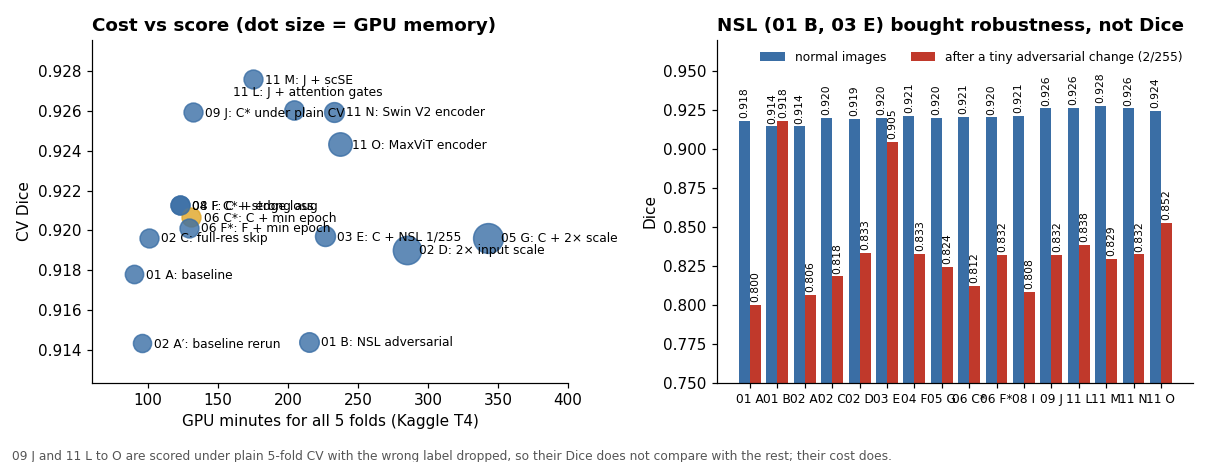 Cost vs score (dot size = GPU memory)
CV Dice
0.928
0.926
0.924
0.922
0.920
0.918
0.916
0.914
11 M: J + scSE
11 L: J + attention gates
09 J: C* under plain CV
11 N: Swin V2 encoder
11 O: MaxViT encoder
06 C*: C + min epoch
06 F*: F + min epoch
02 C: full-res skip
03 E: C + NSL 1/255
05 G: C + 2× scale
02 D: 2× input scale
01 A: baseline
02 A′: baseline rerun
01 B: NSL adversarial
100
150
200
250
300
350
400
GPU minutes for all 5 folds (Kaggle T4)
NSL (01 B, 03 E) bought robustness, not Dice
normal images
after a tiny adversarial change (2/255)
Dice
0.950
0.925
0.900
0.875
0.850
0.825
0.800
0.775
0.750
0.918
0.800
0.914
0.918
0.914
0.806
0.920
0.818
0.919
0.833
0.920
0.905
0.921
0.833
0.920
0.824
0.921
0.812
0.920
0.832
0.921
0.808
0.926
0.832
0.926
0.838
0.928
0.829
0.926
0.832
0.924
0.852
01 A
01 B
02 A
02 C
02 D
03 E
04 F
05 G
06 C*
06 F*
08 I
09 J
11 L
11 M
11 N
11 O
09 J and 11 L to O are scored under plain 5-fold CV with the wrong label dropped, so their Dice does not compare with the rest; their cost does.